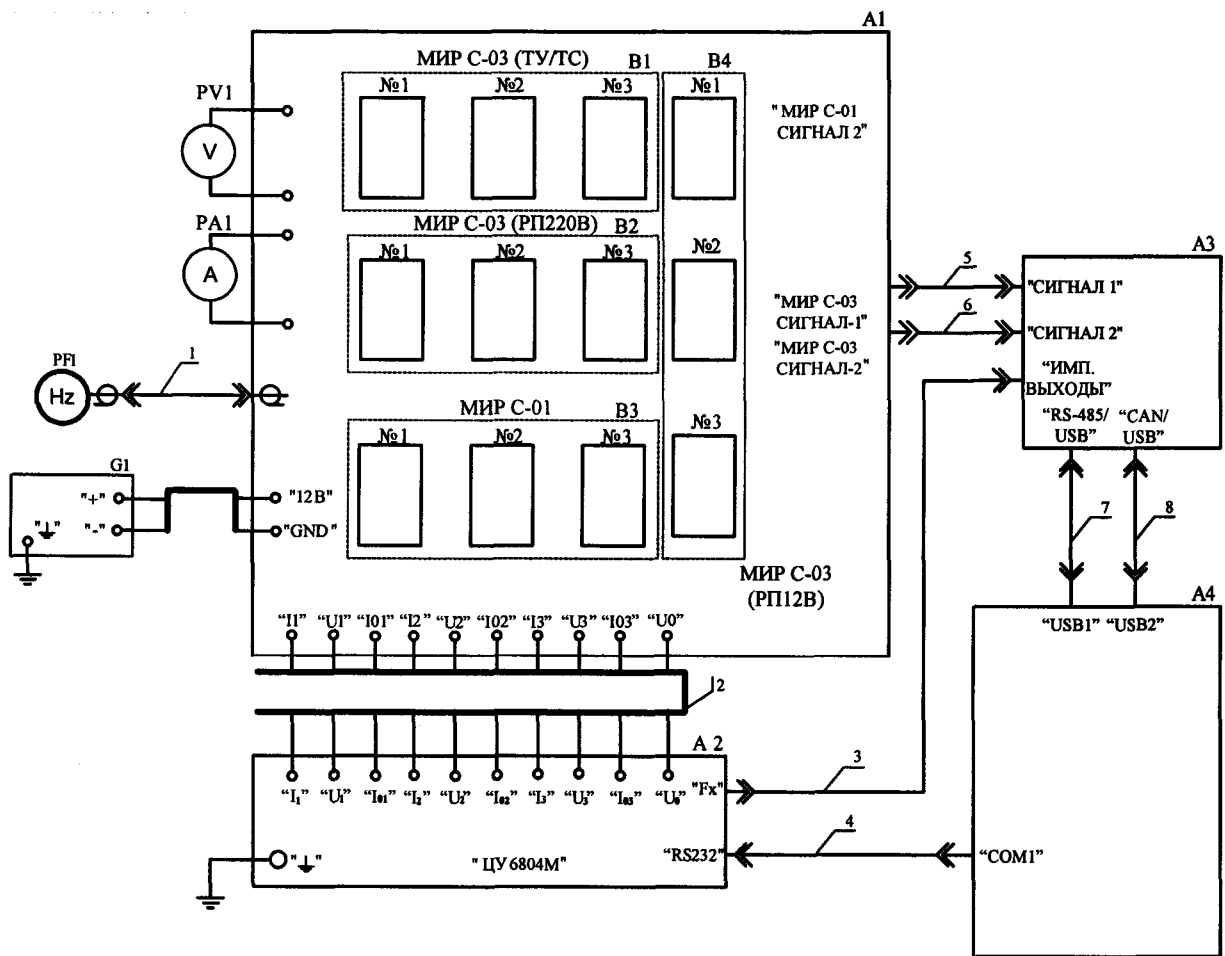 A1
МИР С-03 (ТУ/ТС)
B1
B4
№1
№2
№3
№1
PV1
V
"МИР С-01
СИГНАЛ 2"
PA1
A
МИР С-03 (РП220В)
B2
№1
№2
№3
№2
"МИР С-03
СИГНАЛ-1"
"МИР С-03
СИГНАЛ-2"
5
6
A3
"СИГНАЛ 1"
"СИГНАЛ 2"
“ИМП.
ВЫХОДЫ”
“RS-485/
USB”
“CAN/
USB”
PF1
Hz
1
МИР С-01
B3
№1
№2
№3
№3
G1
"+"
"-"
"⏚"
"12В"
"GND"
МИР С-03
(РП12В)
7
8
“I1”
“U1”
“I01”
“I2”
“U2”
“I02”
“I3”
“U3”
“I03”
“U0”
2
A4
“USB1”
“USB2”
A 2
“I₁”
“U₁”
“I₀₁”
“I₂”
“U₂”
“I₀₂”
“I₃”
“U₃”
“I₀₃”
“U₀”
"Fx"
3
4
"⏚"
" ЦУ 6804М"
“RS232”
“COM1”